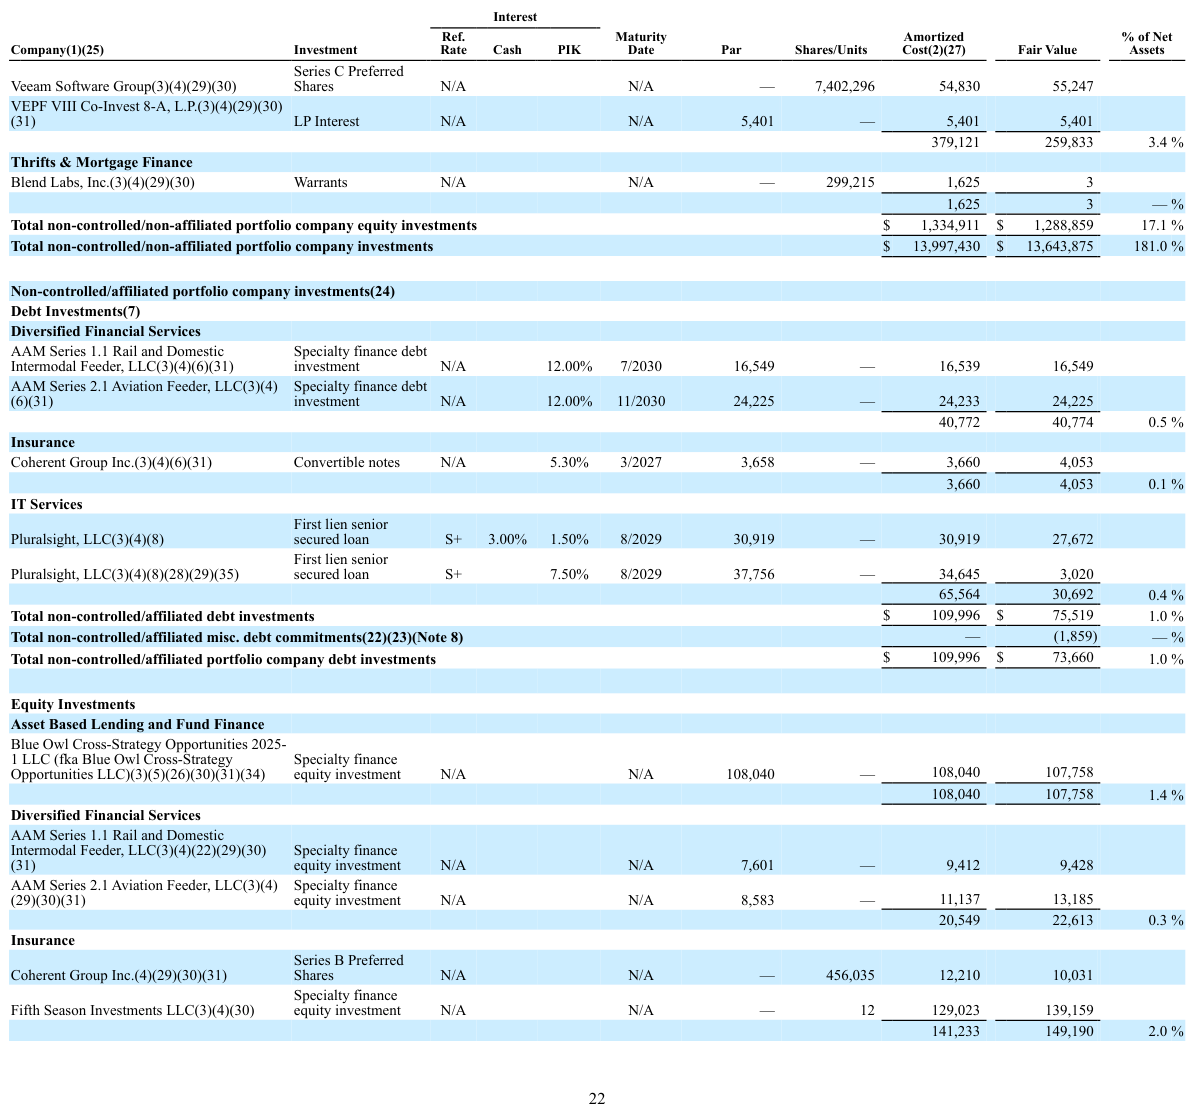 Interest
Company(1)(25) Investment Ref. Rate Cash PIK Maturity Date Par Shares/Units Amortized Cost(2)(27) Fair Value % of Net Assets
Veeam Software Group(3)(4)(29)(30) Series C Preferred Shares N/A N/A — 7,402,296 54,830 55,247
VEPF VIII Co-Invest 8-A, L.P.(3)(4)(29)(30)
(31) LP Interest N/A N/A 5,401 — 5,401 5,401
379,121 259,833 3.4 %
Thrifts & Mortgage Finance
Blend Labs, Inc.(3)(4)(29)(30) Warrants N/A N/A — 299,215 1,625 3
1,625 3 — %
Total non-controlled/non-affiliated portfolio company equity investments $ 1,334,911 $ 1,288,859 17.1 %
Total non-controlled/non-affiliated portfolio company investments $ 13,997,430 $ 13,643,875 181.0 %
Non-controlled/affiliated portfolio company investments(24)
Debt Investments(7)
Diversified Financial Services
AAM Series 1.1 Rail and Domestic Specialty finance debt
Intermodal Feeder, LLC(3)(4)(6)(31) investment N/A 12.00% 7/2030 16,549 — 16,539 16,549
AAM Series 2.1 Aviation Feeder, LLC(3)(4) Specialty finance debt
(6)(31) investment N/A 12.00% 11/2030 24,225 — 24,233 24,225
40,772 40,774 0.5 %
Insurance
Coherent Group Inc.(3)(4)(6)(31) Convertible notes N/A 5.30% 3/2027 3,658 — 3,660 4,053
3,660 4,053 0.1 %
IT Services
First lien senior
Pluralsight, LLC(3)(4)(8) secured loan S+ 3.00% 1.50% 8/2029 30,919 — 30,919 27,672
First lien senior
Pluralsight, LLC(3)(4)(8)(28)(29)(35) secured loan S+ 7.50% 8/2029 37,756 — 34,645 3,020
65,564 30,692 0.4 %
Total non-controlled/affiliated debt investments $ 109,996 $ 75,519 1.0 %
Total non-controlled/affiliated misc. debt commitments(22)(23)(Note 8) — (1,859) — %
Total non-controlled/affiliated portfolio company debt investments $ 109,996 $ 73,660 1.0 %
Equity Investments
Asset Based Lending and Fund Finance
Blue Owl Cross-Strategy Opportunities 2025-
1 LLC (fka Blue Owl Cross-Strategy Specialty finance
Opportunities LLC)(3)(5)(26)(30)(31)(34) equity investment N/A N/A 108,040 — 108,040 107,758
108,040 107,758 1.4 %
Diversified Financial Services
AAM Series 1.1 Rail and Domestic
Intermodal Feeder, LLC(3)(4)(22)(29)(30) Specialty finance
(31) equity investment N/A N/A 7,601 — 9,412 9,428
AAM Series 2.1 Aviation Feeder, LLC(3)(4) Specialty finance
(29)(30)(31) equity investment N/A N/A 8,583 — 11,137 13,185
20,549 22,613 0.3 %
Insurance
Series B Preferred
Coherent Group Inc.(4)(29)(30)(31) Shares N/A N/A — 456,035 12,210 10,031
Specialty finance
Fifth Season Investments LLC(3)(4)(30) equity investment N/A N/A — 12 129,023 139,159
141,233 149,190 2.0 %
22